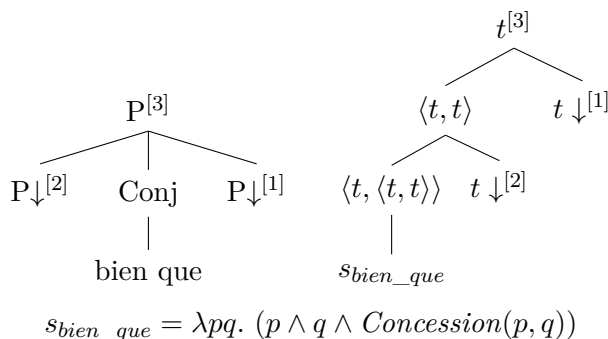 t[3]
P[3] ⟨t, t⟩ t ↓[1]
P↓[2] Conj P↓[1] ⟨t, ⟨t, t⟩⟩ t ↓[2]
bien que s_bien_que
s_bien_que = λpq. (p ∧ q ∧ Concession(p, q))